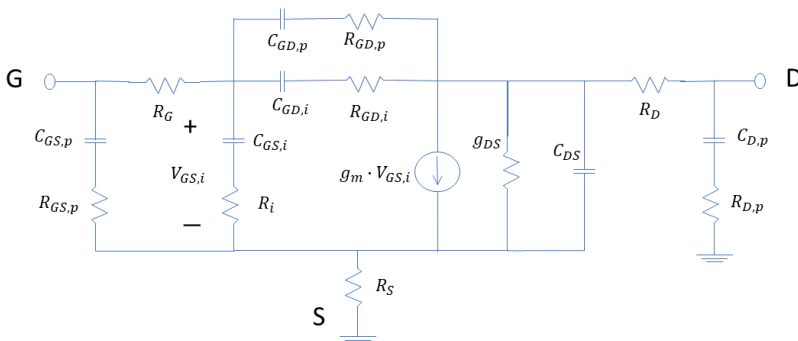 C_{GD,p}
R_{GD,p}
G
D
R_G
C_{GD,i}
R_{GD,i}
R_D
+
C_{GS,p}
C_{GS,i}
g_{DS}
C_{DS}
C_{D,p}
V_{GS,i}
g_m · V_{GS,i}
R_{GS,p}
R_i
R_{D,p}
−
R_S
S